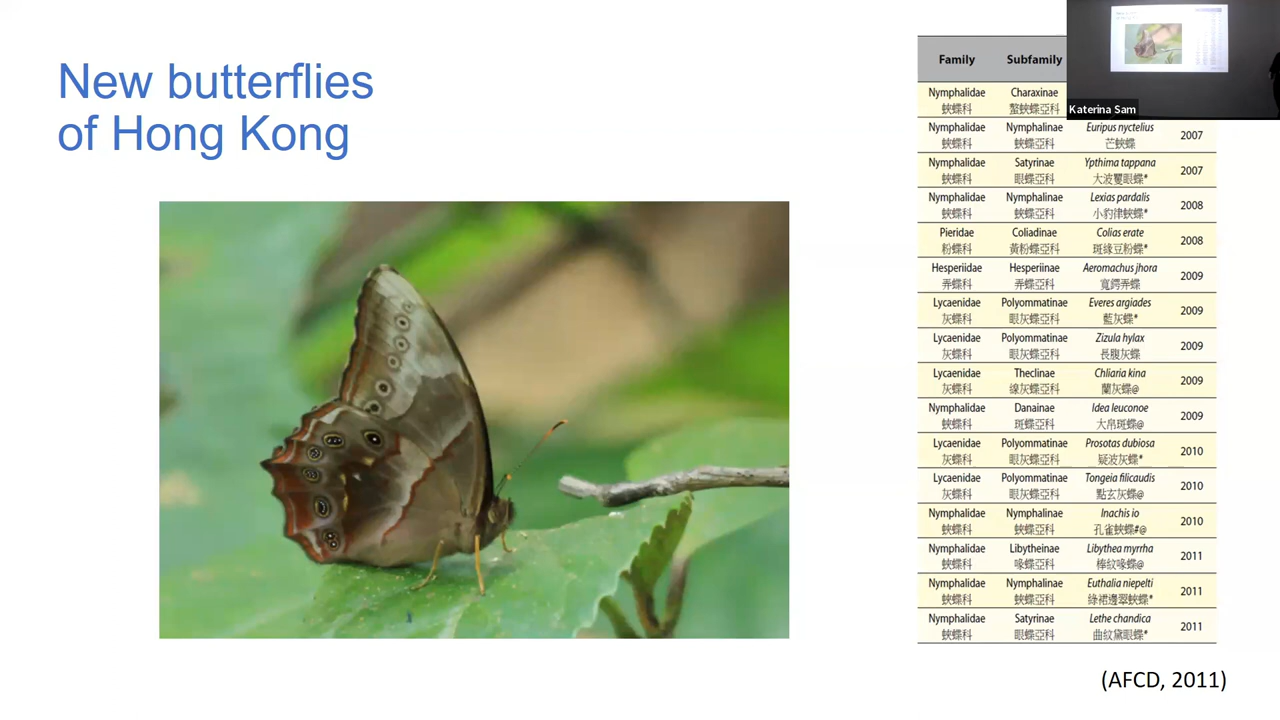 New butterflies
of Hong Kong
Katerina Sam
Family Subfamily
Nymphalidae Charaxinae
蛺蝶科 螯蛺蝶亞科
Nymphalidae Nymphalinae Euripus nyctelius 2007
蛺蝶科 蛺蝶亞科 芒蛺蝶
Nymphalidae Satyrinae Ypthima tappana 2007
蛺蝶科 眼蝶亞科 大波矍眼蝶*
Nymphalidae Nymphalinae Lexias pardalis 2008
蛺蝶科 蛺蝶亞科 小豹律蛺蝶*
Pieridae Coliadinae Colias erate 2008
粉蝶科 黃粉蝶亞科 斑緣豆粉蝶*
Hesperiidae Hesperiinae Aeromachus jhora 2009
弄蝶科 弄蝶亞科 寬鍔弄蝶
Lycaenidae Polyommatinae Everes argiades 2009
灰蝶科 眼灰蝶亞科 藍灰蝶*
Lycaenidae Polyommatinae Zizula hylax 2009
灰蝶科 眼灰蝶亞科 長腹灰蝶
Lycaenidae Theclinae Chliaria kina 2009
灰蝶科 線灰蝶亞科 蘭灰蝶@
Nymphalidae Danainae Idea leuconoe 2009
蛺蝶科 斑蝶亞科 大帛斑蝶@
Lycaenidae Polyommatinae Prosotas dubiosa 2010
灰蝶科 眼灰蝶亞科 疑波灰蝶*
Lycaenidae Polyommatinae Tongeia filicaudis 2010
灰蝶科 眼灰蝶亞科 點玄灰蝶@
Nymphalidae Nymphalinae Inachis io 2010
蛺蝶科 蛺蝶亞科 孔雀蛺蝶#@
Nymphalidae Libytheinae Libythea myrrha 2011
蛺蝶科 喙蝶亞科 棒紋喙蝶@
Nymphalidae Nymphalinae Euthalia niepelti 2011
蛺蝶科 蛺蝶亞科 綠裙邊翠蛺蝶*
Nymphalidae Satyrinae Lethe chandica 2011
蛺蝶科 眼蝶亞科 曲紋黛眼蝶*
(AFCD, 2011)